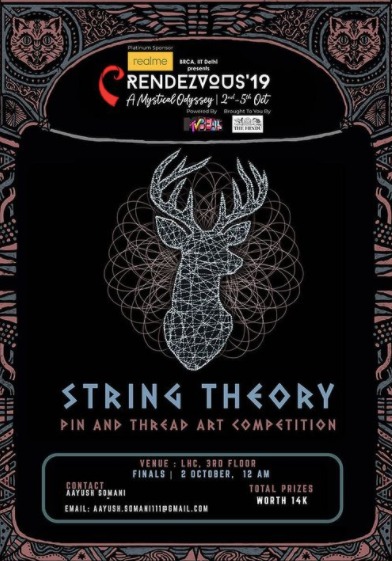 Platinum Sponsor
realme
BRCA, IIT Delhi
presents
RENDEZVOUS'19
A Mystical Odyssey | 2nd-5th Oct
Powered By Brought To You By
THE HINDU
STRING THEORY
PIN AND THREAD ART COMPETITION
VENUE : LHC, 3RD FLOOR
FINALS | 2 OCTOBER, 12 AM
CONTACT
AAYUSH SOMANI
TOTAL PRIZES
WORTH 14K
EMAIL: AAYUSH.SOMANI111@GMAIL.COM